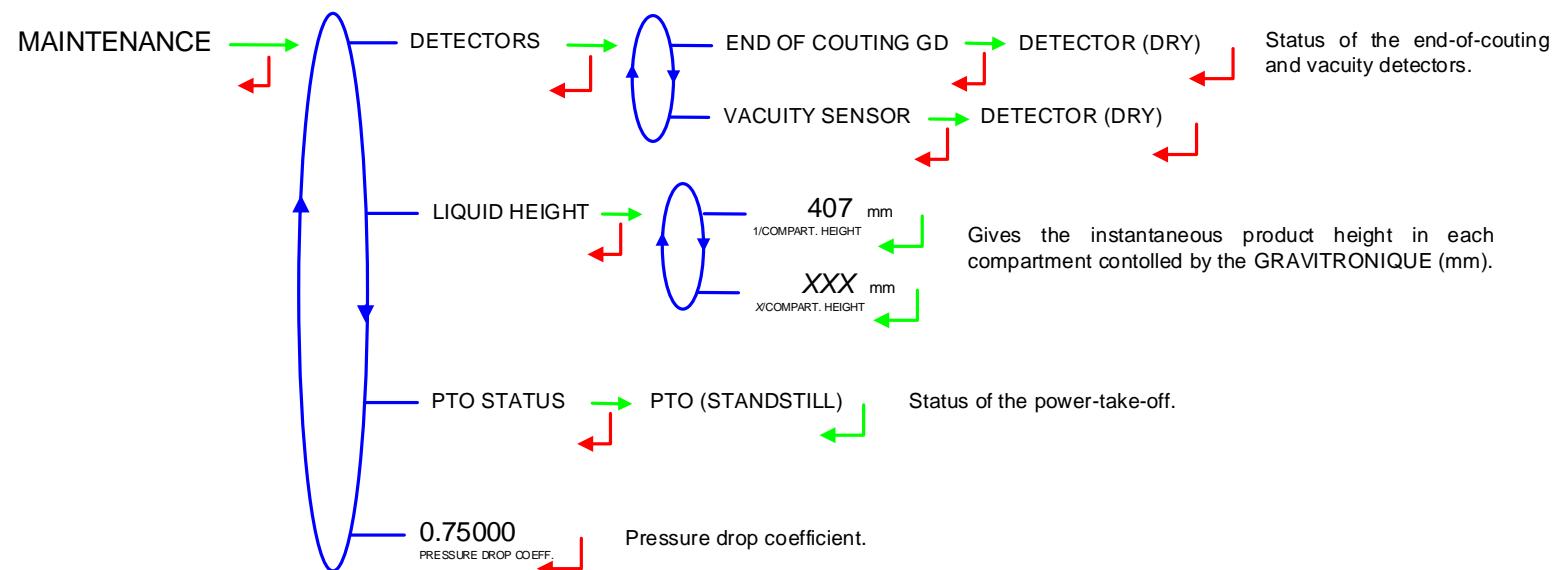 MAINTENANCE
DETECTORS
END OF COUTING GD
DETECTOR (DRY)
Status of the end-of-couting
and vacuity detectors.
VACUITY SENSOR
DETECTOR (DRY)
LIQUID HEIGHT
407 mm
1/COMPART. HEIGHT
Gives the instantaneous product height in each
compartment contolled by the GRAVITRONIQUE (mm).
XXX mm
X/COMPART. HEIGHT
PTO STATUS
PTO (STANDSTILL)
Status of the power-take-off.
0.75000
PRESSURE DROP COEFF.
Pressure drop coefficient.